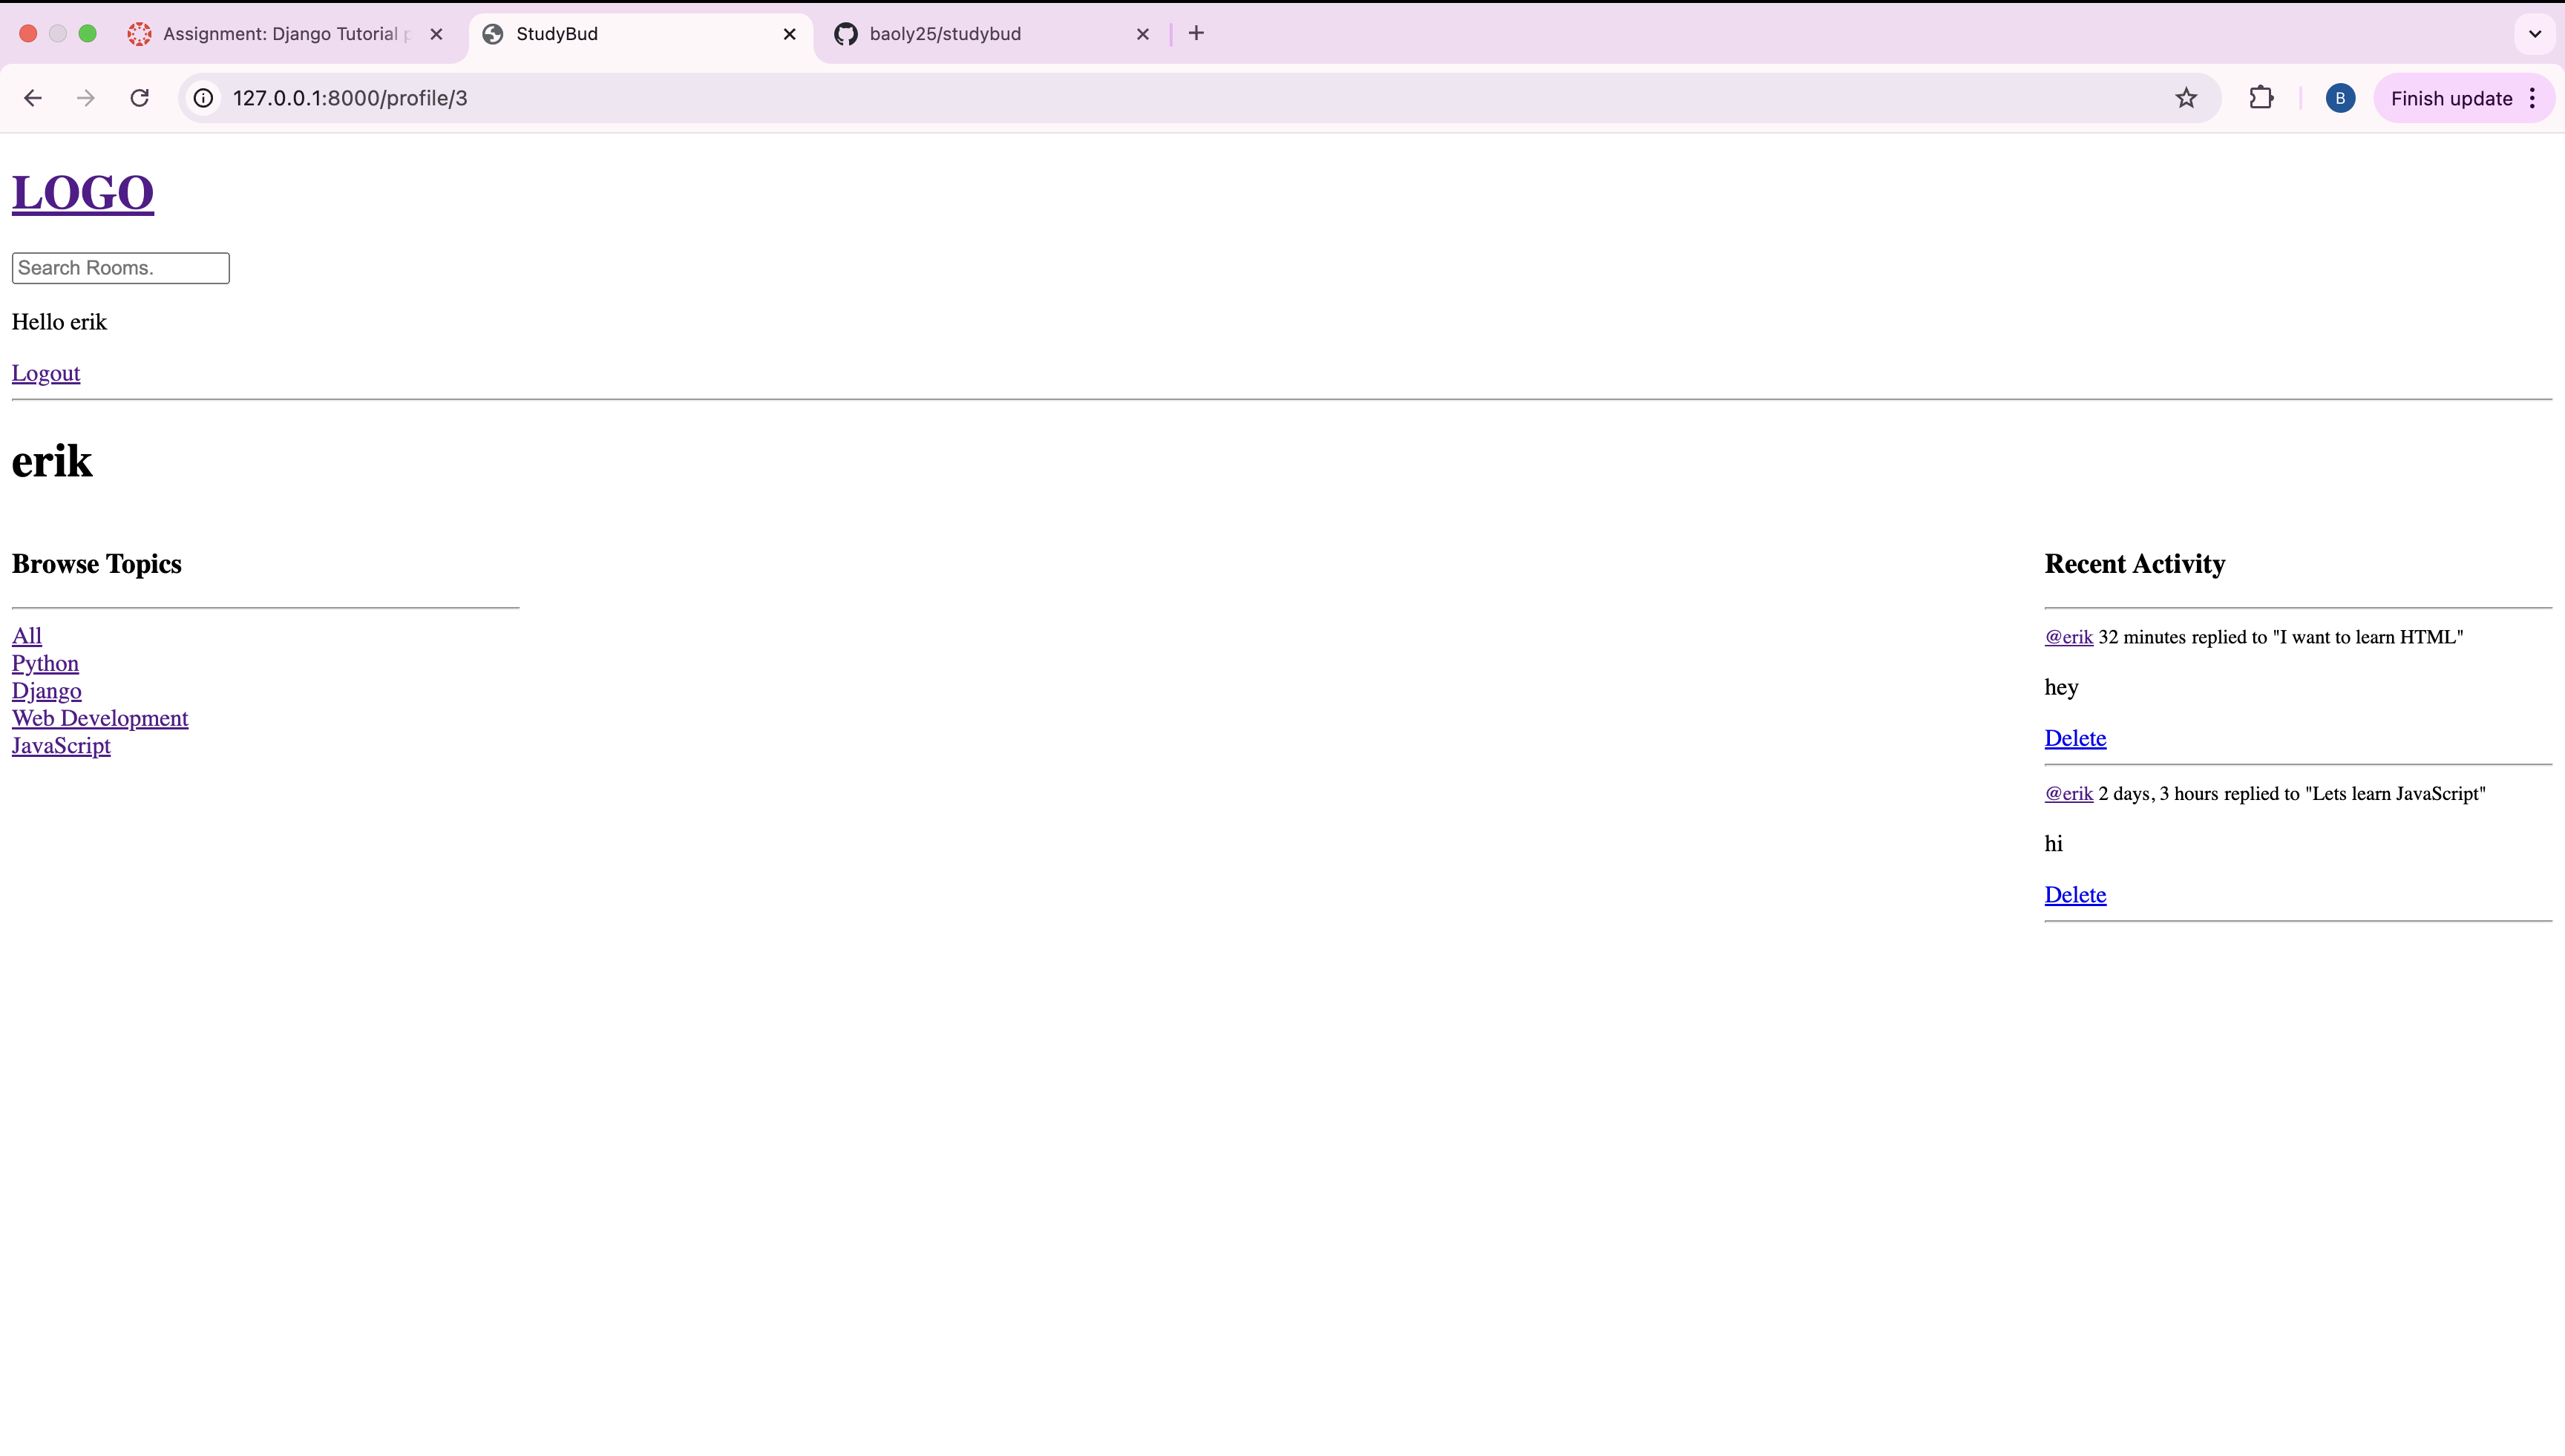 Assignment: Django Tutorial
StudyBud
baoly25/studybud
127.0.0.1:8000/profile/3
B
Finish update
LOGO
Search Rooms.
Hello erik
Logout
erik
Browse Topics
All
Python
Django
Web Development
JavaScript
Recent Activity
@erik 32 minutes replied to "I want to learn HTML"
hey
Delete
@erik 2 days, 3 hours replied to "Lets learn JavaScript"
hi
Delete